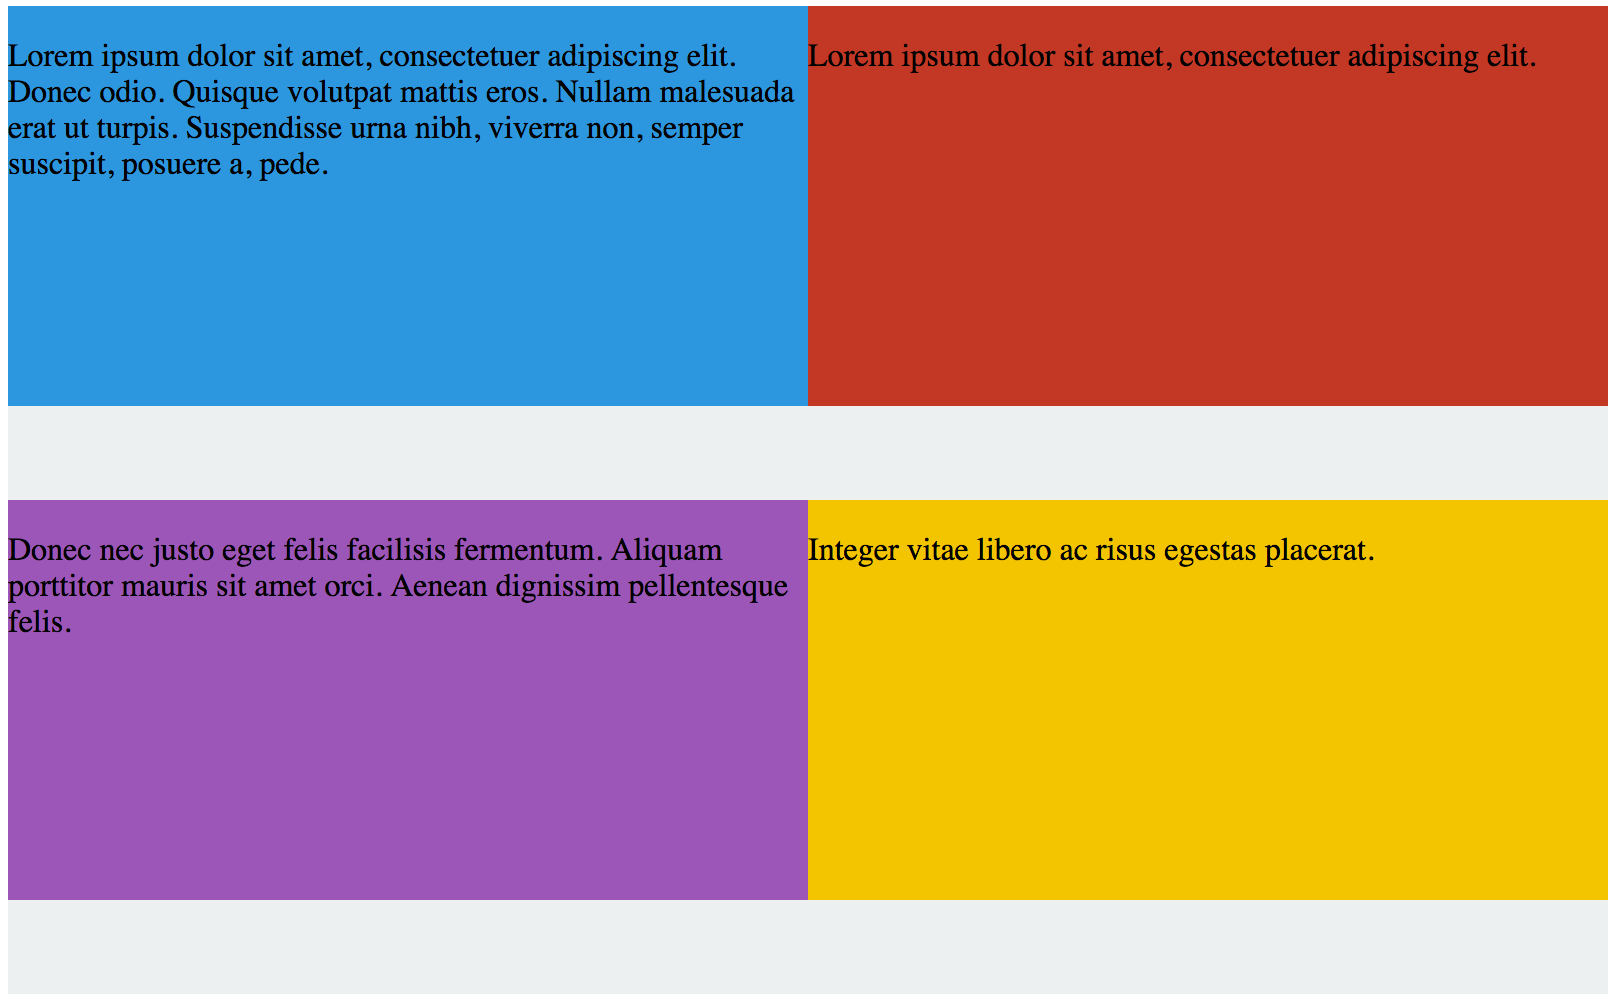 Lorem ipsum dolor sit amet, consectetuer adipiscing elit.
Donec odio. Quisque volutpat mattis eros. Nullam malesuada
erat ut turpis. Suspendisse urna nibh, viverra non, semper
suscipit, posuere a, pede.
Lorem ipsum dolor sit amet, consectetuer adipiscing elit.
Donec nec justo eget felis facilisis fermentum. Aliquam
porttitor mauris sit amet orci. Aenean dignissim pellentesque
felis.
Integer vitae libero ac risus egestas placerat.